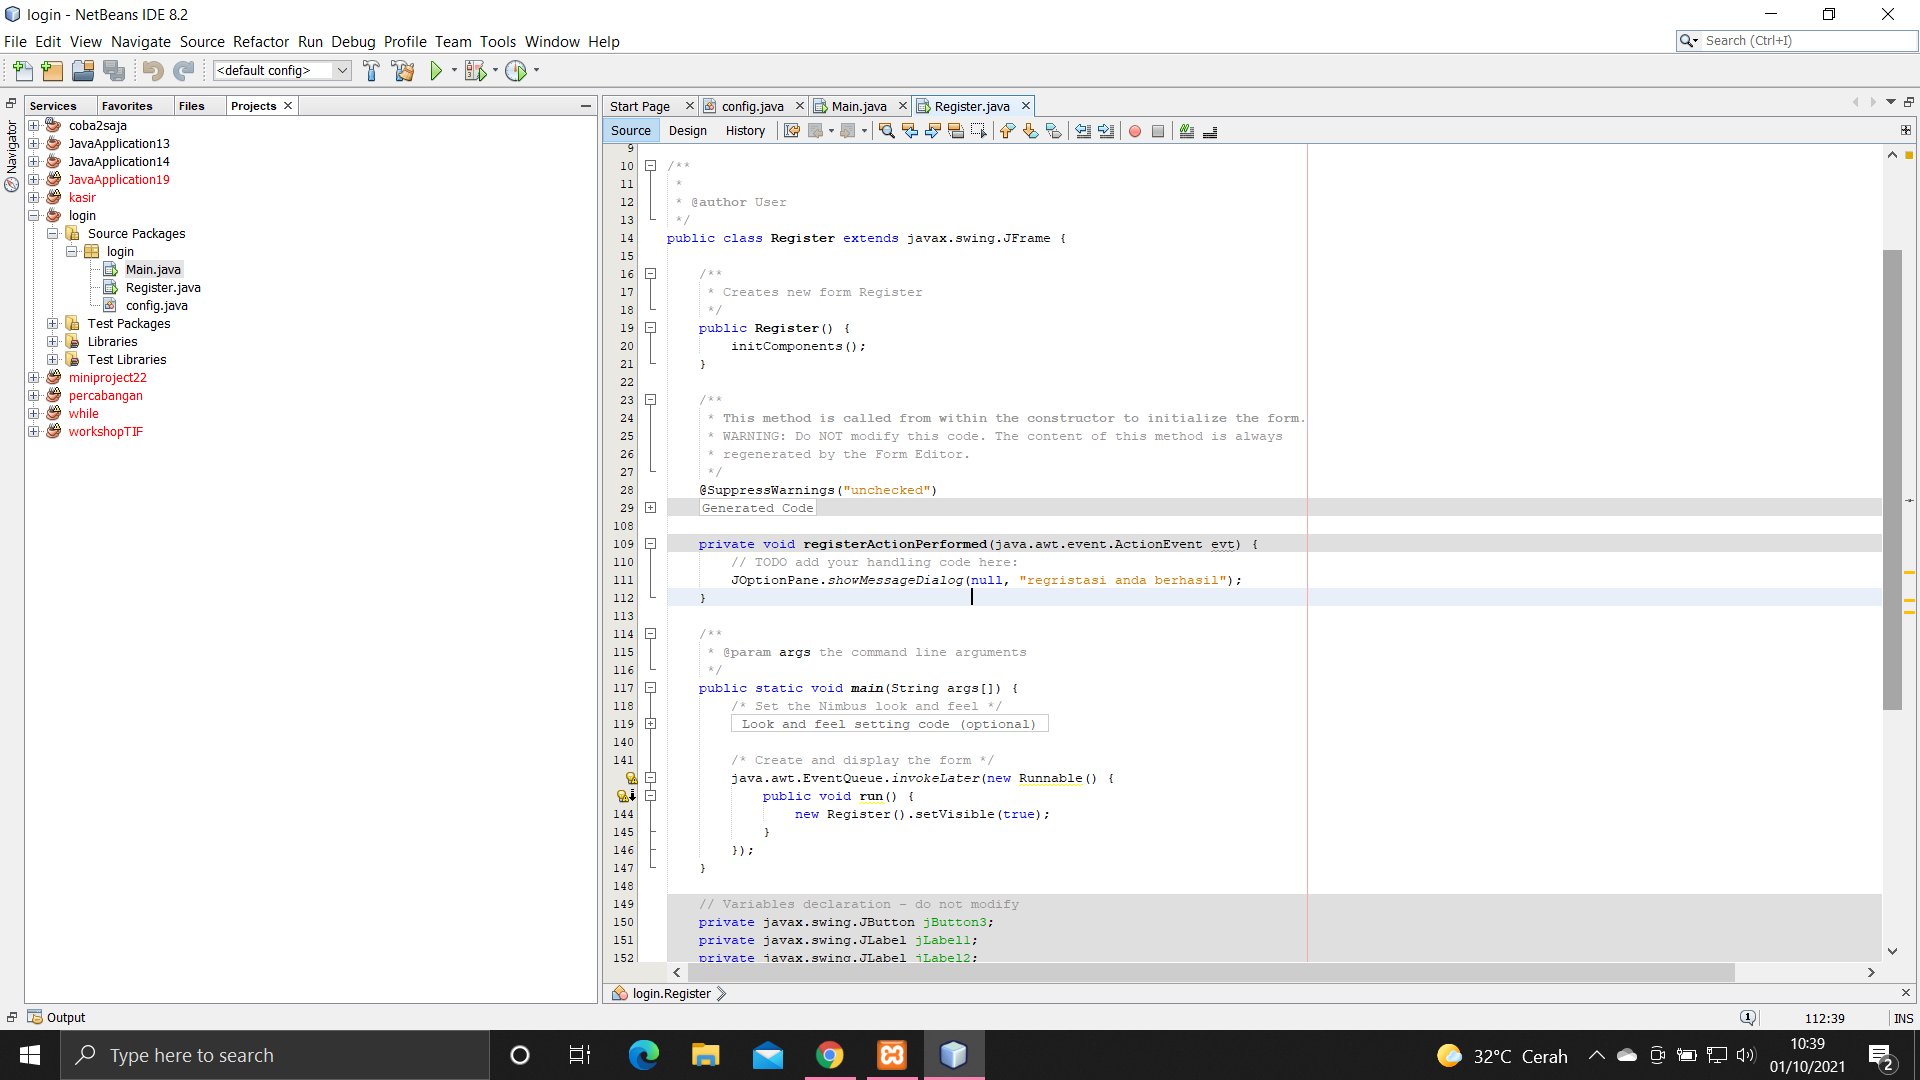 login - NetBeans IDE 8.2
File Edit View Navigate Source Refactor Run Debug Profile Team Tools Window Help
Search (Ctrl+I)
<default config>
Services Favorites Files Projects
Start Page config.java Main.java Register.java
Navigator
Source Design History
coba2saja
JavaApplication13
JavaApplication14
JavaApplication19
kasir
login
Source Packages
login
Main.java
Register.java
config.java
Test Packages
Libraries
Test Libraries
miniproject22
percabangan
while
workshopTIF
9
10 /**
11 *
12 * @author User
13 */
14 public class Register extends javax.swing.JFrame {
15
16 /**
17 * Creates new form Register
18 */
19 public Register() {
20 initComponents();
21 }
22
23 /**
24 * This method is called from within the constructor to initialize the form.
25 * WARNING: Do NOT modify this code. The content of this method is always
26 * regenerated by the Form Editor.
27 */
28 @SuppressWarnings("unchecked")
29 Generated Code
108
109 private void registerActionPerformed(java.awt.event.ActionEvent evt) {
110 // TODO add your handling code here:
111 JOptionPane.showMessageDialog(null, "regristasi anda berhasil");
112 }
113
114 /**
115 * @param args the command line arguments
116 */
117 public static void main(String args[]) {
118 /* Set the Nimbus look and feel */
119 Look and feel setting code (optional)
140
141 /* Create and display the form */
java.awt.EventQueue.invokeLater(new Runnable() {
public void run() {
144 new Register().setVisible(true);
145 }
146 });
147 }
148
149 // Variables declaration - do not modify
150 private javax.swing.JButton jButton3;
151 private javax.swing.JLabel jLabel1;
152 private javax.swing.JLabel jLabel2;
login.Register
Output
1
112:39 INS
Type here to search
32°C Cerah
10:39
01/10/2021
2